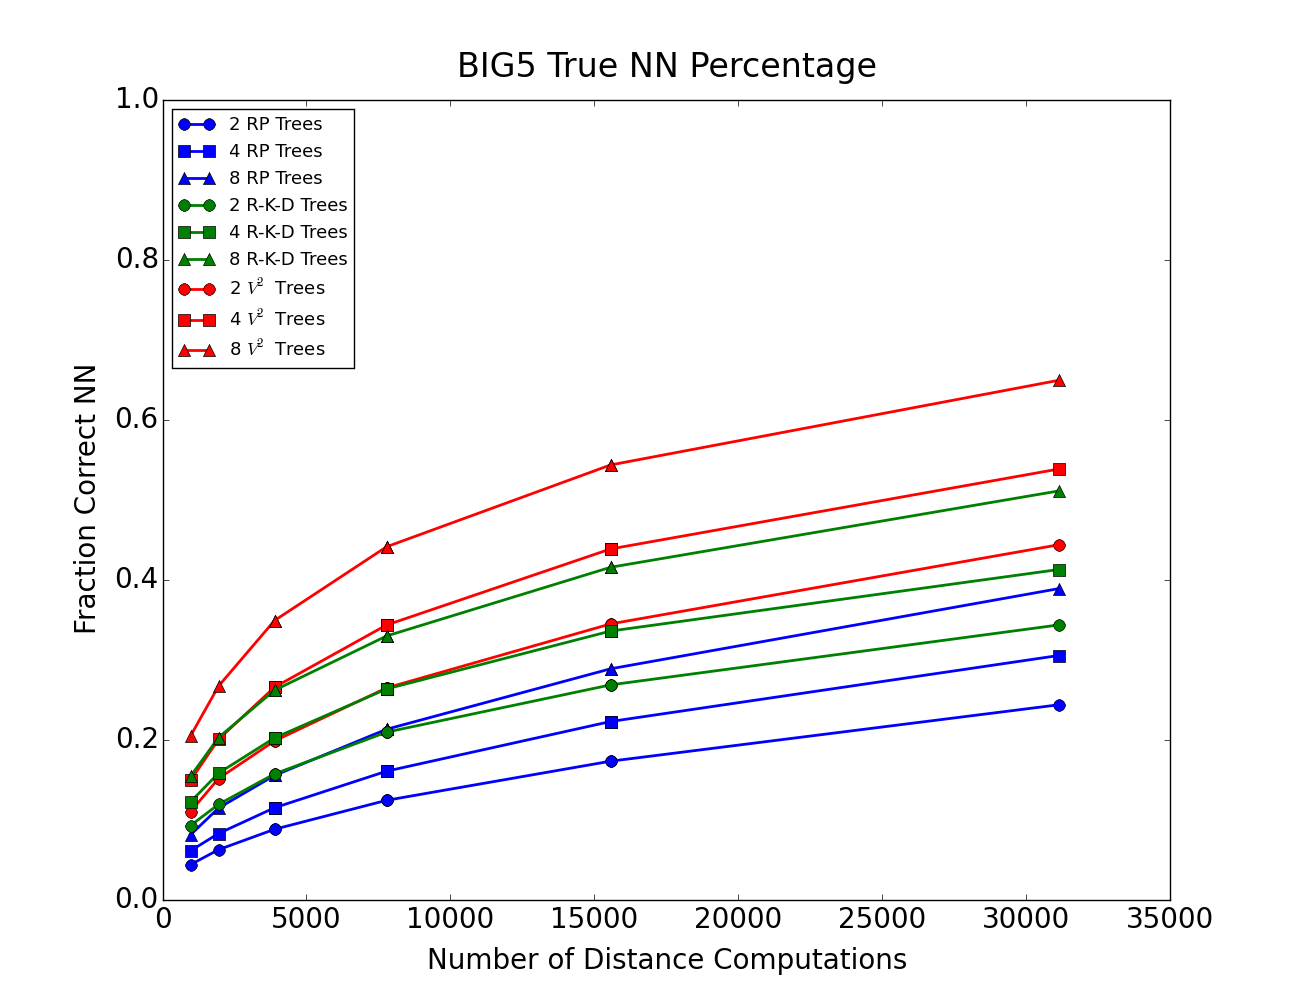 BIG5 True NN Percentage
1.0
0.8
0.6
0.4
0.2
0.0
Fraction Correct NN
2 RP Trees
4 RP Trees
8 RP Trees
2 R-K-D Trees
4 R-K-D Trees
8 R-K-D Trees
2 V² Trees
4 V² Trees
8 V² Trees
0 5000 10000 15000 20000 25000 30000 35000
Number of Distance Computations